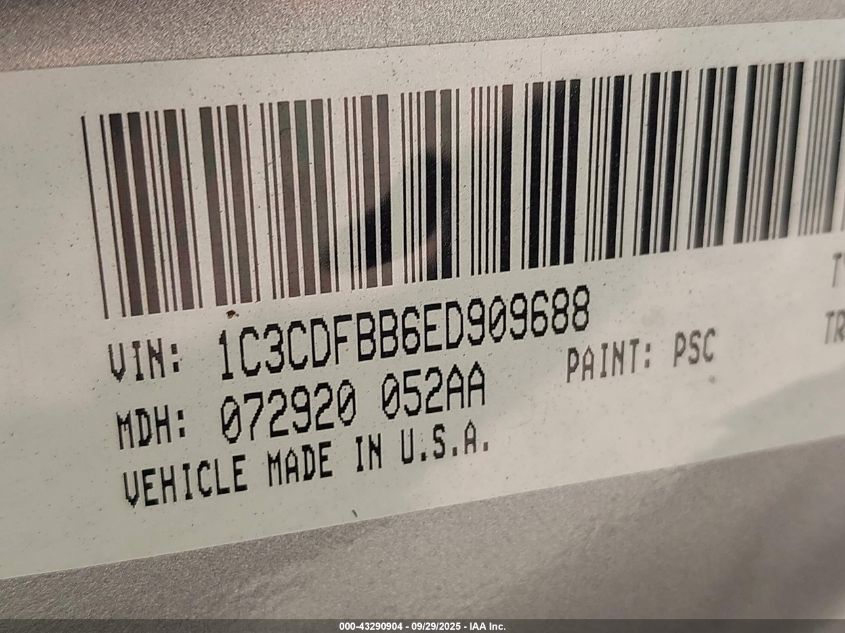 VIN: 1C3CDFBB6ED909688
MDH: 072920 052AA PAINT: PSC
VEHICLE MADE IN U.S.A.
000-43290904 - 09/29/2025 - IAA Inc.